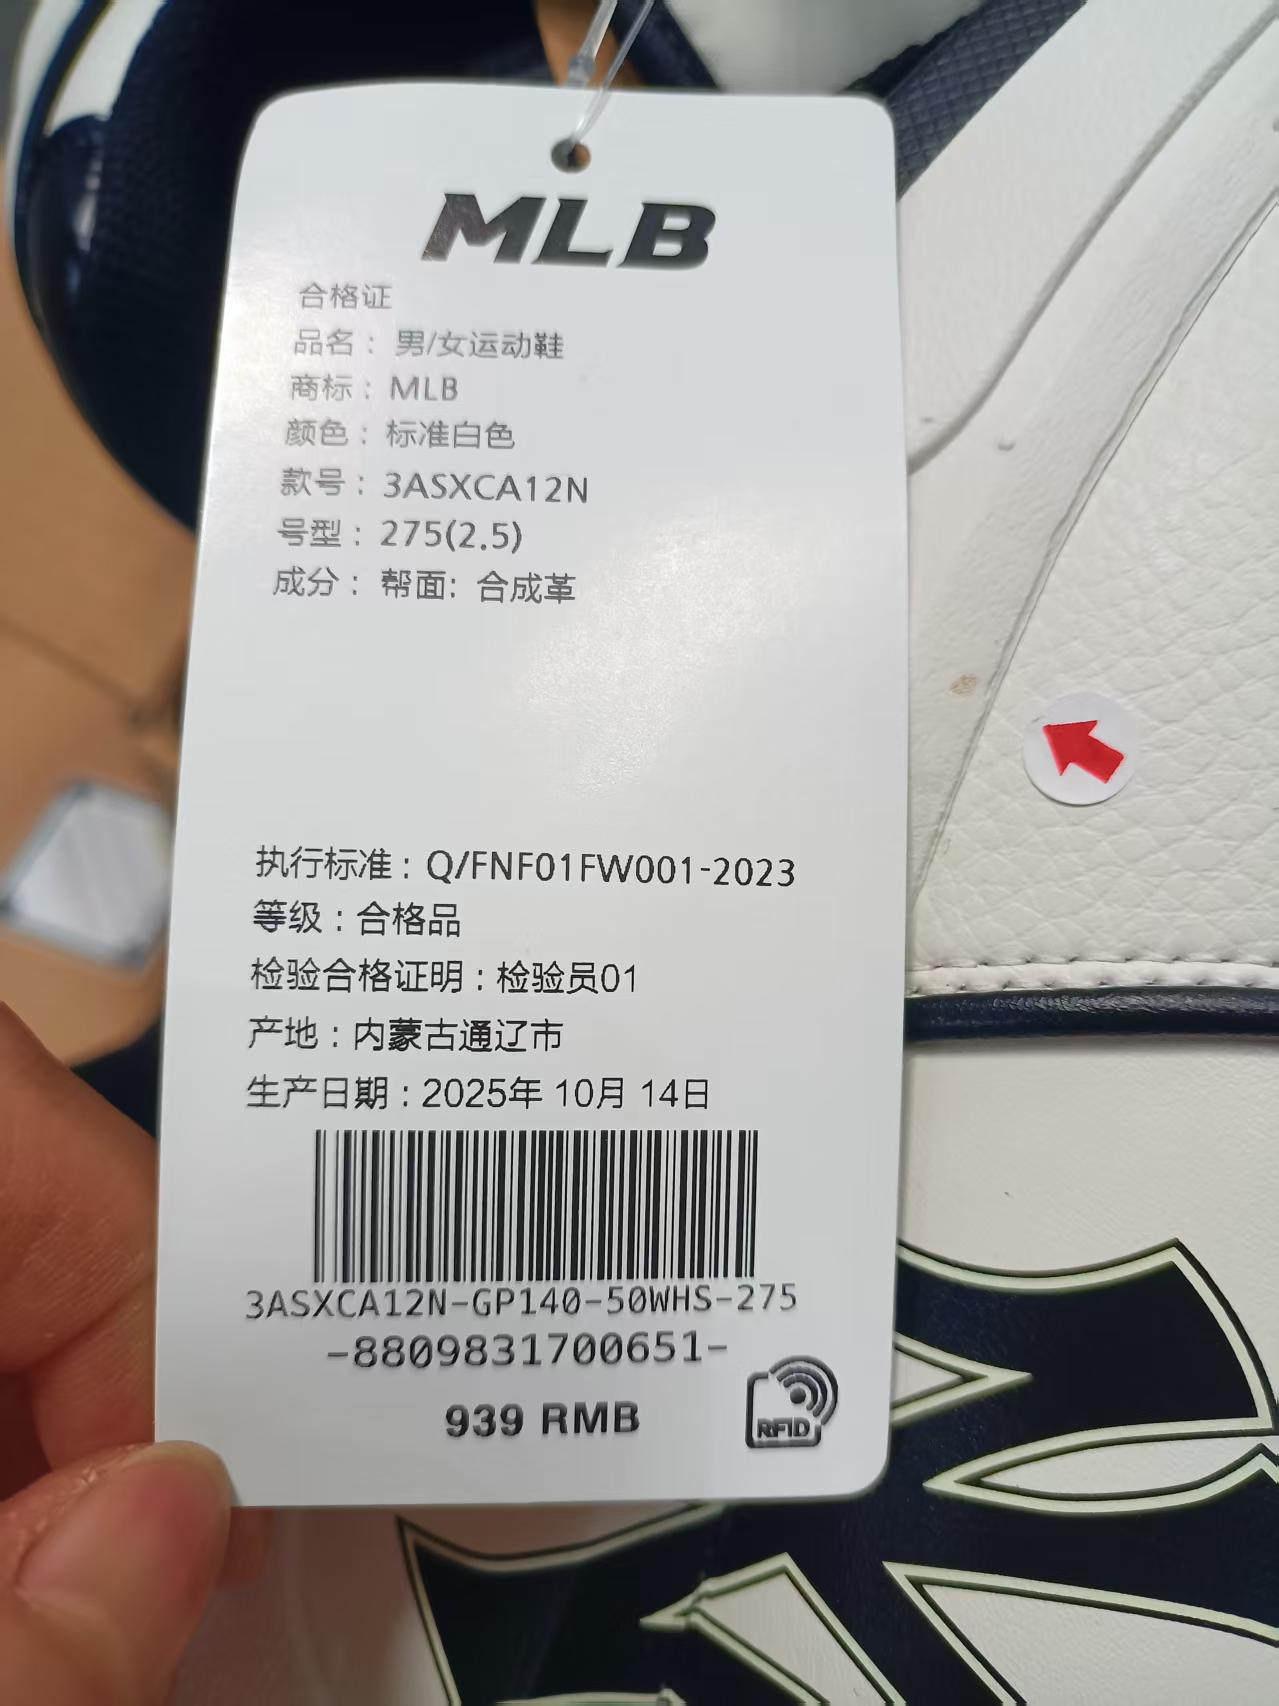 MLB
合格证
品名： 男/女运动鞋
商标： MLB
颜色： 标准白色
款号： 3ASXCA12N
号型： 275(2.5)
成分： 帮面: 合成革
执行标准：Q/FNF01FW001-2023
等级：合格品
检验合格证明：检验员01
产地：内蒙古通辽市
生产日期：2025年 10月 14日
3ASXCA12N-GP140-50WHS-275
-8809831700651-
939 RMB
RFID